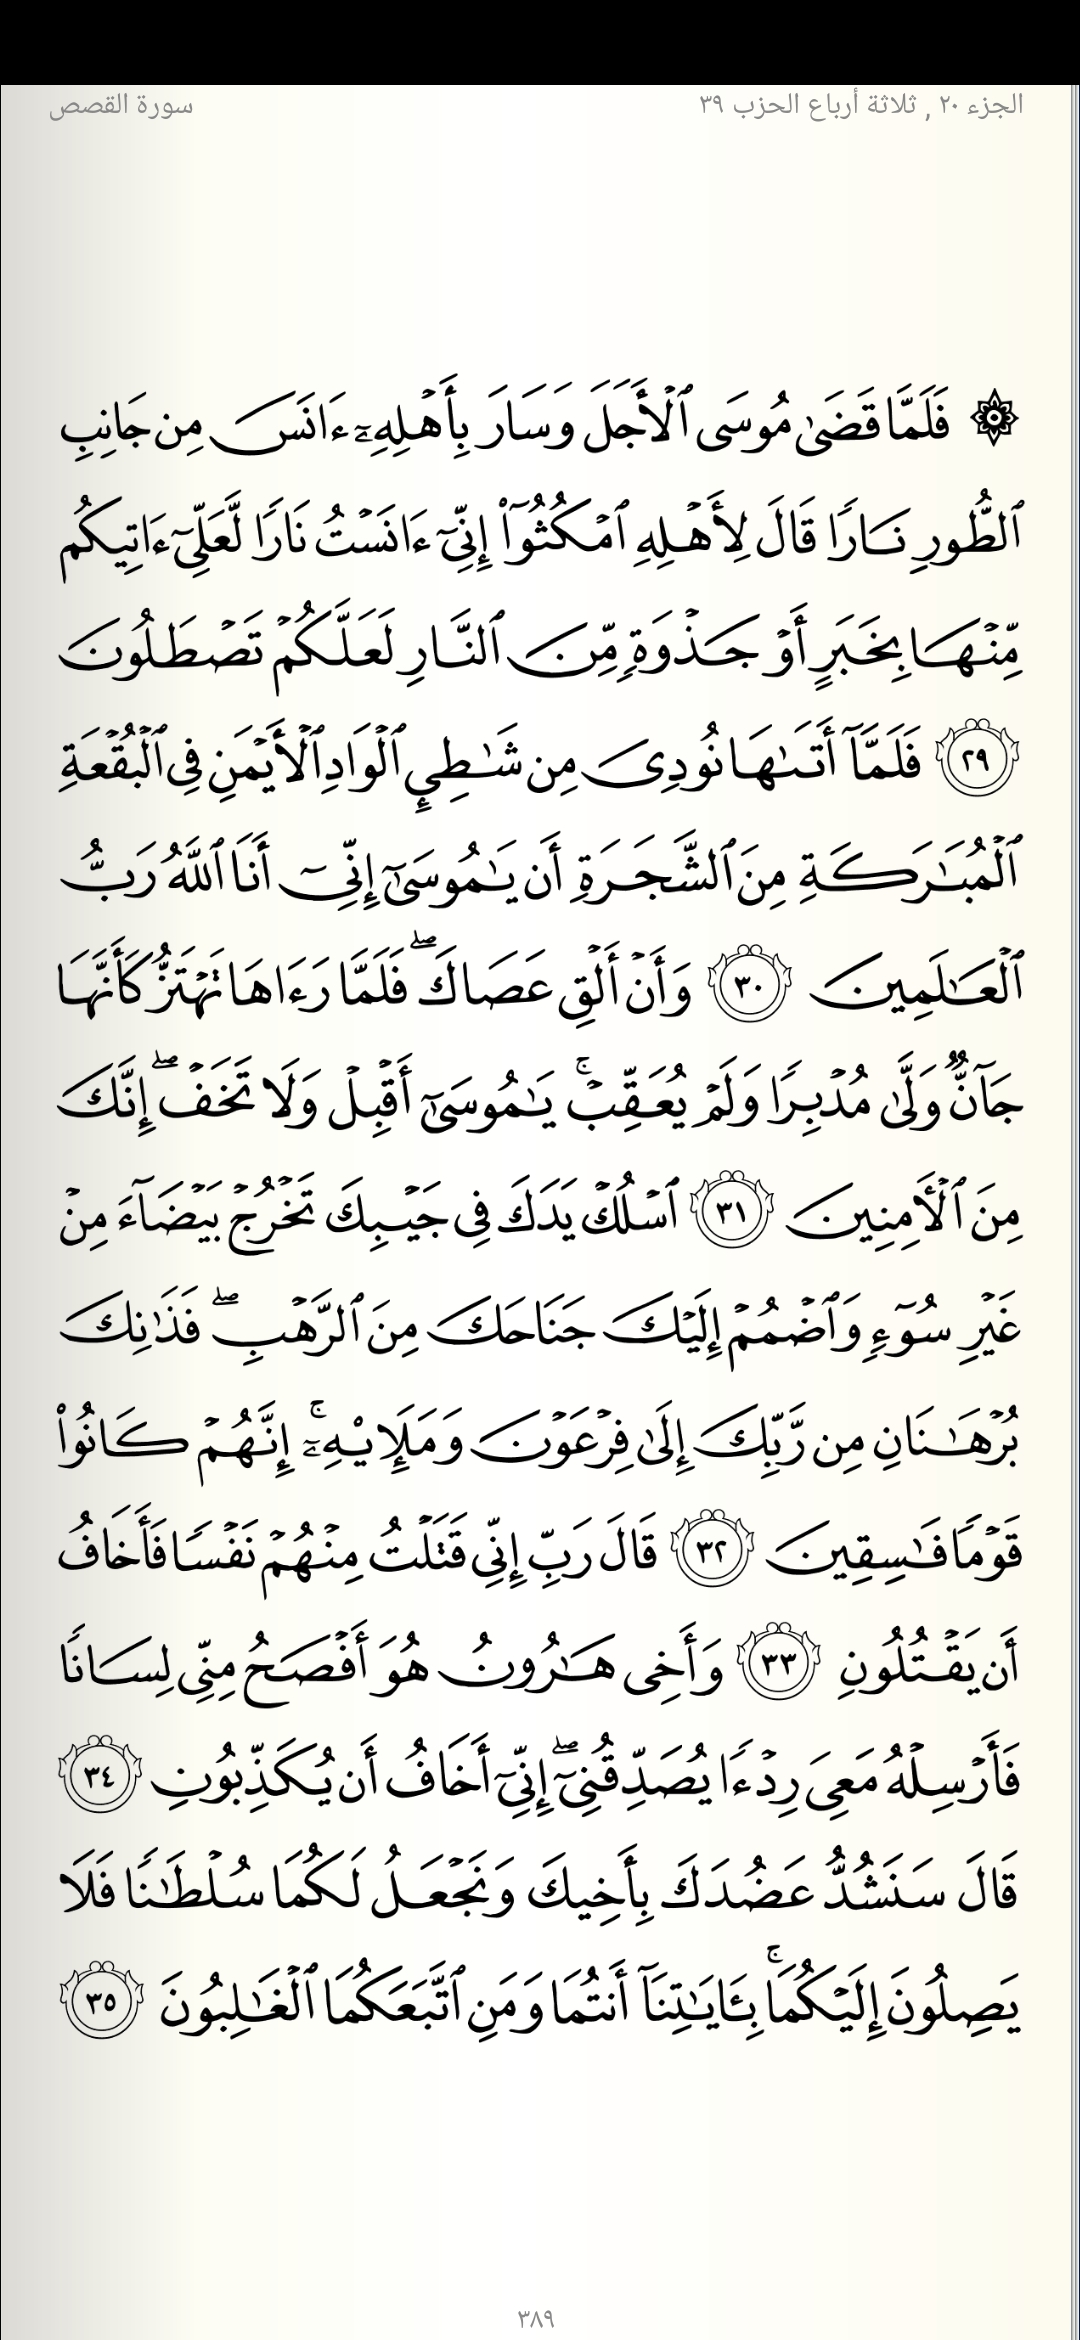 الجزء ٢٠ , ثلاثة أرباع الحزب ٣٩ سورة القصص
۞ فَلَمَّا قَضَىٰ مُوسَى ٱلْأَجَلَ وَسَارَ بِأَهْلِهِۦٓ ءَانَسَ مِن جَانِبِ
ٱلطُّورِ نَارًا قَالَ لِأَهْلِهِ ٱمْكُثُوٓا۟ إِنِّىٓ ءَانَسْتُ نَارًا لَّعَلِّىٓ ءَاتِيكُم
مِّنْهَا بِخَبَرٍ أَوْ جَذْوَةٍ مِّنَ ٱلنَّارِ لَعَلَّكُمْ تَصْطَلُونَ
٢٩ فَلَمَّآ أَتَىٰهَا نُودِىَ مِن شَـٰطِئِ ٱلْوَادِ ٱلْأَيْمَنِ فِى ٱلْبُقْعَةِ
ٱلْمُبَـٰرَكَةِ مِنَ ٱلشَّجَرَةِ أَن يَـٰمُوسَىٰٓ إِنِّىٓ أَنَا ٱللَّهُ رَبُّ
ٱلْعَـٰلَمِينَ ٣٠ وَأَنْ أَلْقِ عَصَاكَ ۖ فَلَمَّا رَءَاهَا تَهْتَزُّ كَأَنَّهَا
جَآنٌّ وَلَّىٰ مُدْبِرًا وَلَمْ يُعَقِّبْ ۚ يَـٰمُوسَىٰٓ أَقْبِلْ وَلَا تَخَفْ ۖ إِنَّكَ
مِنَ ٱلْـَٔامِنِينَ ٣١ ٱسْلُكْ يَدَكَ فِى جَيْبِكَ تَخْرُجْ بَيْضَآءَ مِنْ
غَيْرِ سُوٓءٍ وَٱضْمُمْ إِلَيْكَ جَنَاحَكَ مِنَ ٱلرَّهْبِ ۖ فَذَٰنِكَ
بُرْهَـٰنَانِ مِن رَّبِّكَ إِلَىٰ فِرْعَوْنَ وَمَلَإِي۟هِۦٓ ۚ إِنَّهُمْ كَانُوا۟
قَوْمًا فَـٰسِقِينَ ٣٢ قَالَ رَبِّ إِنِّى قَتَلْتُ مِنْهُمْ نَفْسًا فَأَخَافُ
أَن يَقْتُلُونِ ٣٣ وَأَخِى هَـٰرُونُ هُوَ أَفْصَحُ مِنِّى لِسَانًا
فَأَرْسِلْهُ مَعِىَ رِدْءًا يُصَدِّقُنِىٓ ۖ إِنِّىٓ أَخَافُ أَن يُكَذِّبُونِ ٣٤
قَالَ سَنَشُدُّ عَضُدَكَ بِأَخِيكَ وَنَجْعَلُ لَكُمَا سُلْطَـٰنًا فَلَا
يَصِلُونَ إِلَيْكُمَا ۚ بِـَٔايَـٰتِنَآ أَنتُمَا وَمَنِ ٱتَّبَعَكُمَا ٱلْغَـٰلِبُونَ ٣٥
٣٨٩